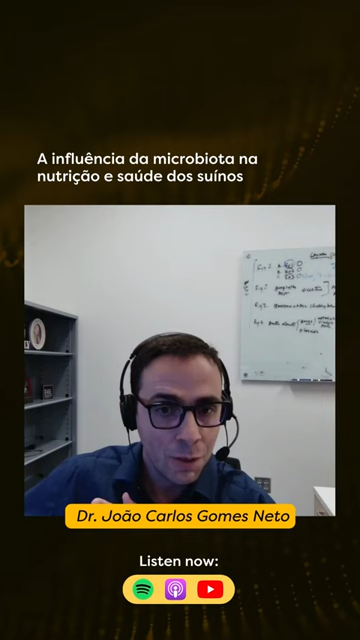 A influência da microbiota na
nutrição e saúde dos suínos
Dr. João Carlos Gomes Neto
Listen now: